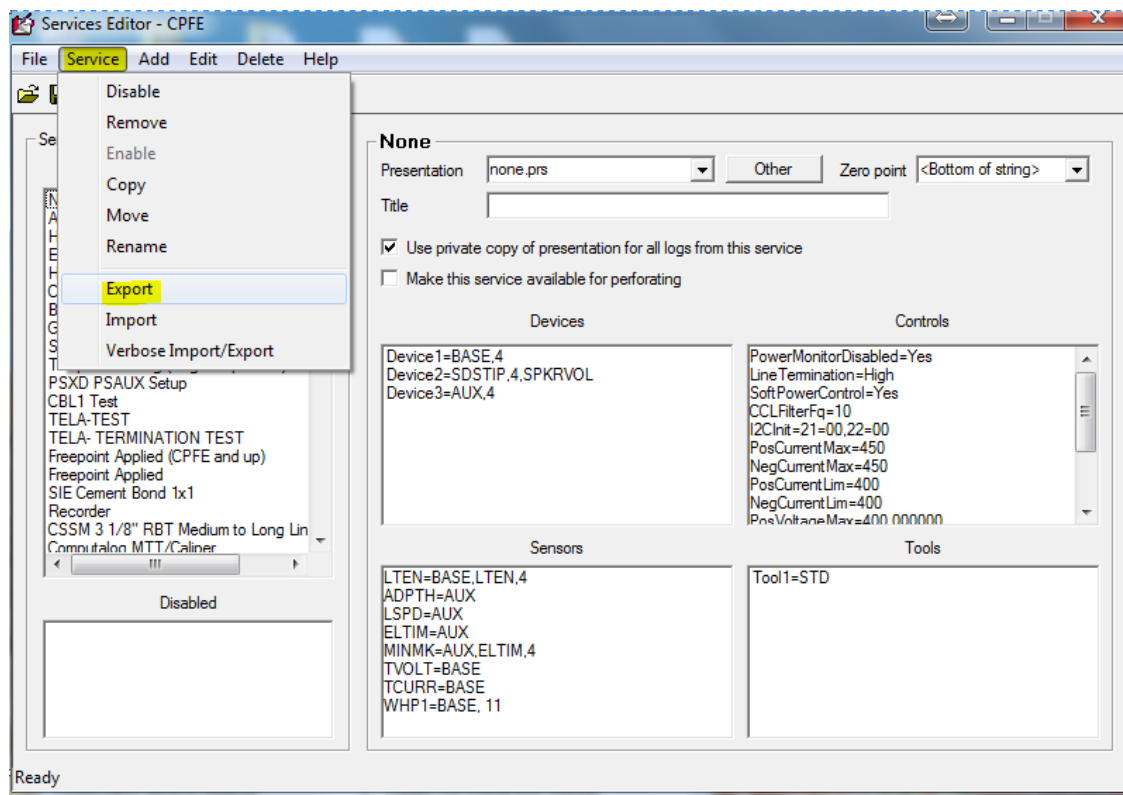 Services Editor - CPFE
File Service Add Edit Delete Help
Disable
Remove
Enable
Copy
Move
Rename
Export
Import
Verbose Import/Export
PSXD PSAUX Setup
CBL1 Test
TELA-TEST
TELA- TERMINATION TEST
Freepoint Applied (CPFE and up)
Freepoint Applied
SIE Cement Bond 1x1
Recorder
CSSM 3 1/8" RBT Medium to Long Lin
Computalog MTT/Caliper
Disabled
None
Presentation none.prs Other Zero point <Bottom of string>
Title
Use private copy of presentation for all logs from this service
Make this service available for perforating
Devices
Device1=BASE,4
Device2=SDSTIP,4,SPKRVOL
Device3=AUX,4
Controls
PowerMonitorDisabled=Yes
LineTermination=High
SoftPowerControl=Yes
CCLFilterFq=10
I2CInit=21=00,22=00
PosCurrentMax=450
NegCurrentMax=450
PosCurrentLim=400
NegCurrentLim=400
PosVoltageMax=400.000000
Sensors
LTEN=BASE,LTEN,4
ADPTH=AUX
LSPD=AUX
ELTIM=AUX
MINMK=AUX,ELTIM,4
TVOLT=BASE
TCURR=BASE
WHP1=BASE, 11
Tools
Tool1=STD
Ready